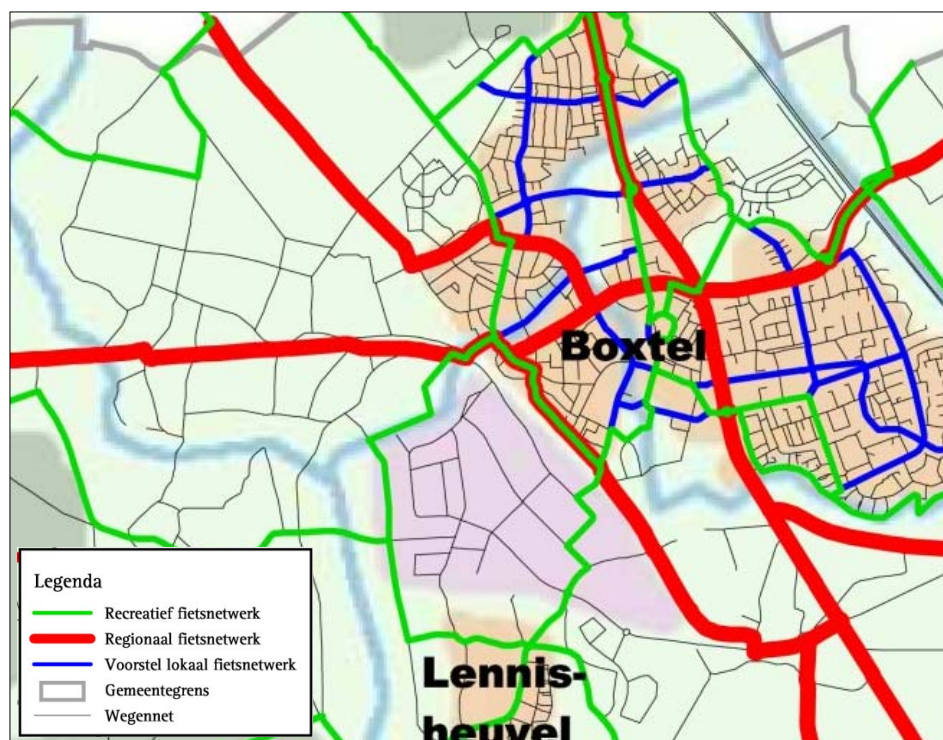 Boxtel
Lennis-
heuvel
Legenda
Recreatief fietsnetwerk
Regionaal fietsnetwerk
Voorstel lokaal fietsnetwerk
Gemeentegrens
Wegennet